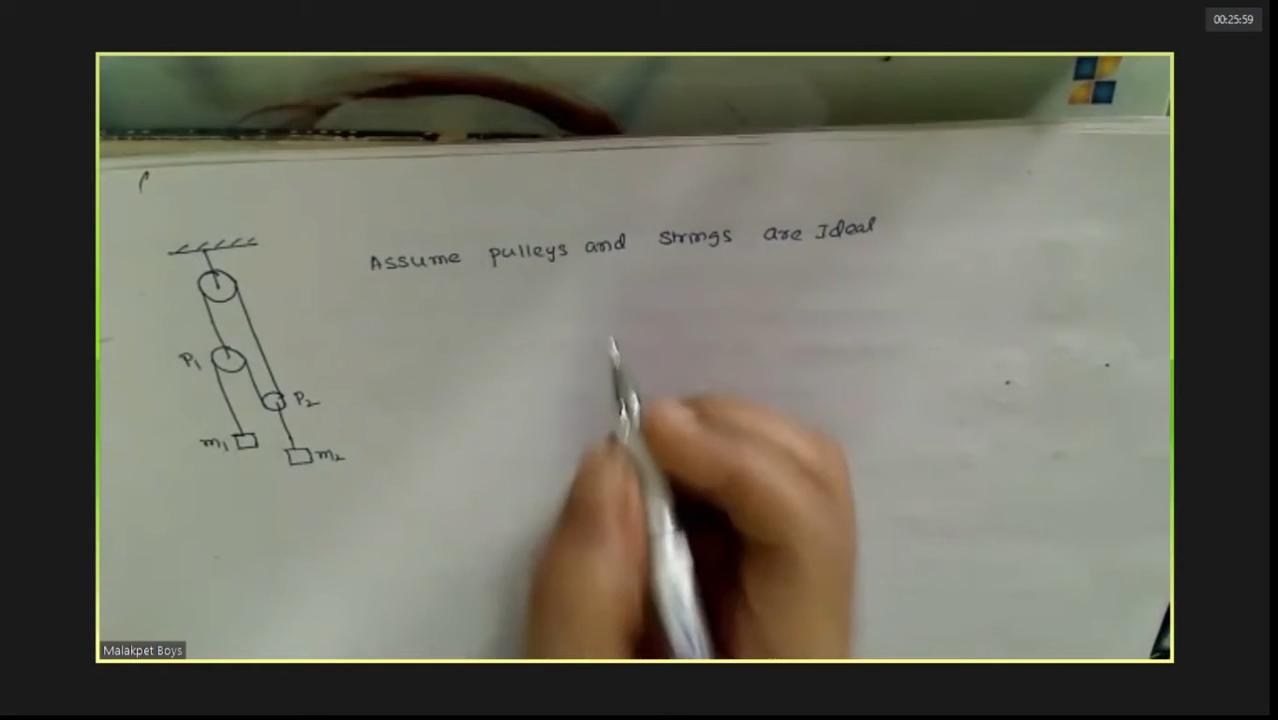 00:25:59
Assume pulleys and strings are Ideal
P1
P2
m1
m2
Malakpet Boys